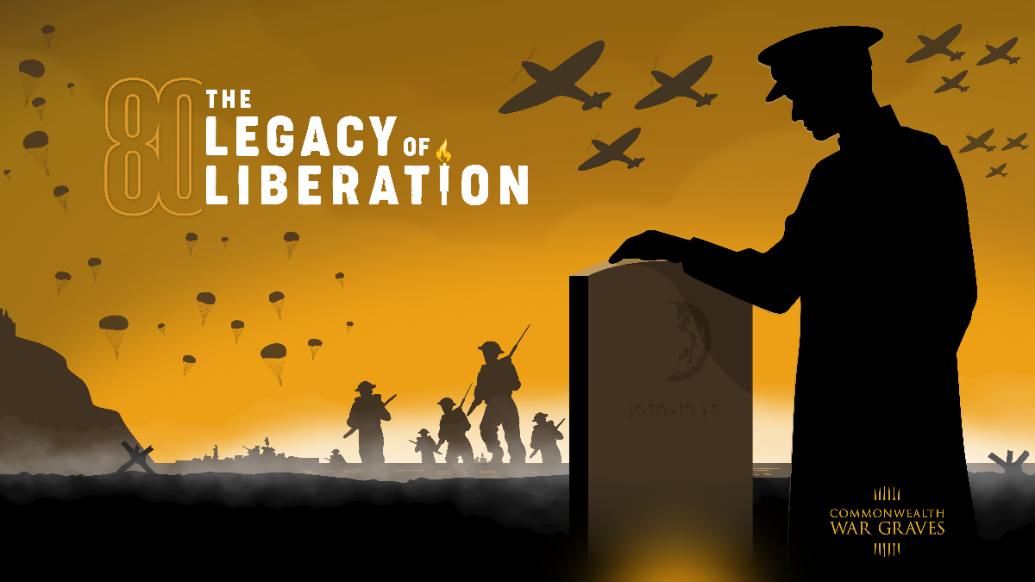 80
THE
LEGACY OF
LIBERATION
1939-1945
COMMONWEALTH
WAR GRAVES